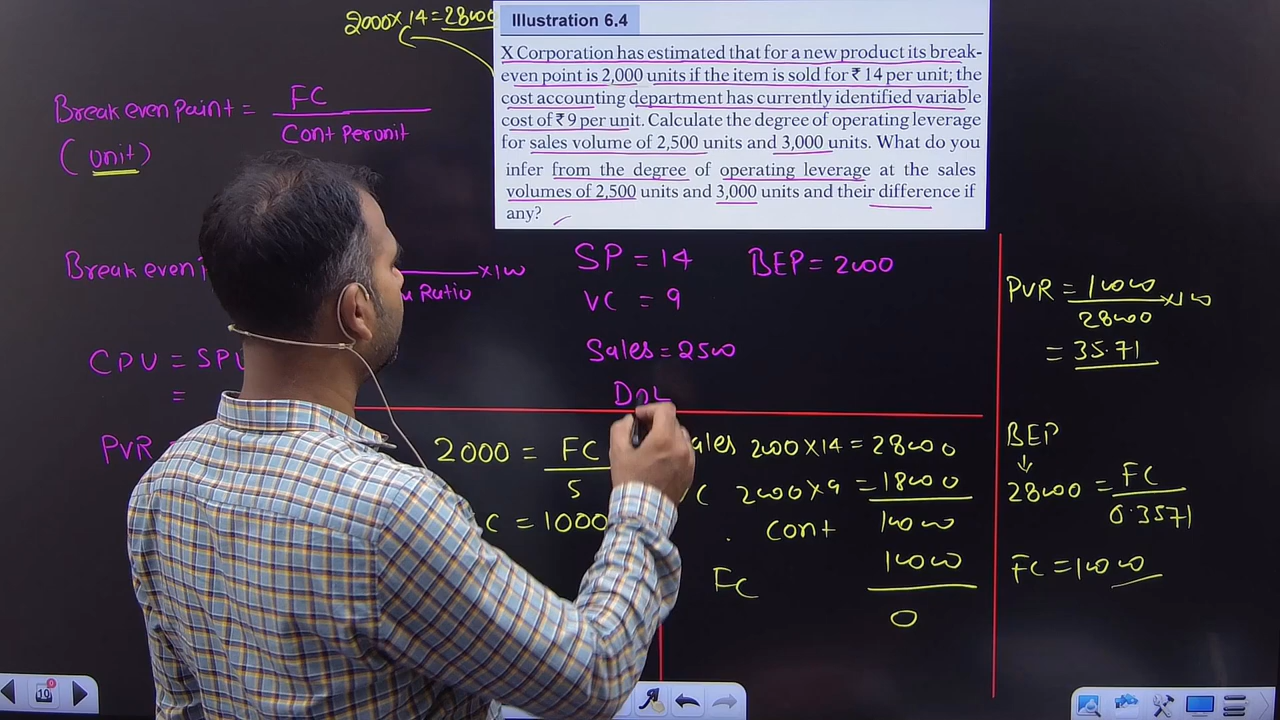 2000×14=28000
Illustration 6.4
X Corporation has estimated that for a new product its break-
even point is 2,000 units if the item is sold for ₹ 14 per unit; the
cost accounting department has currently identified variable
cost of ₹ 9 per unit. Calculate the degree of operating leverage
for sales volume of 2,500 units and 3,000 units. What do you
infer from the degree of operating leverage at the sales
volumes of 2,500 units and 3,000 units and their difference if
any?
Break even Point = FC
Cont Per unit
(unit)
Break even
×100
Ratio
CPU = SPU
=
PVR
SP = 14
BEP = 2000
VC = 9
Sales = 2500
DOL
2000 = FC
5
C = 1000
ales 200×14 = 28000
C 2000×9 = 18000
Cont 10000
FC 10000
0
PVR = 10000 ×100
28000
= 35.71
BEP
↓
28000 = FC
0.3571
FC = 10000
10